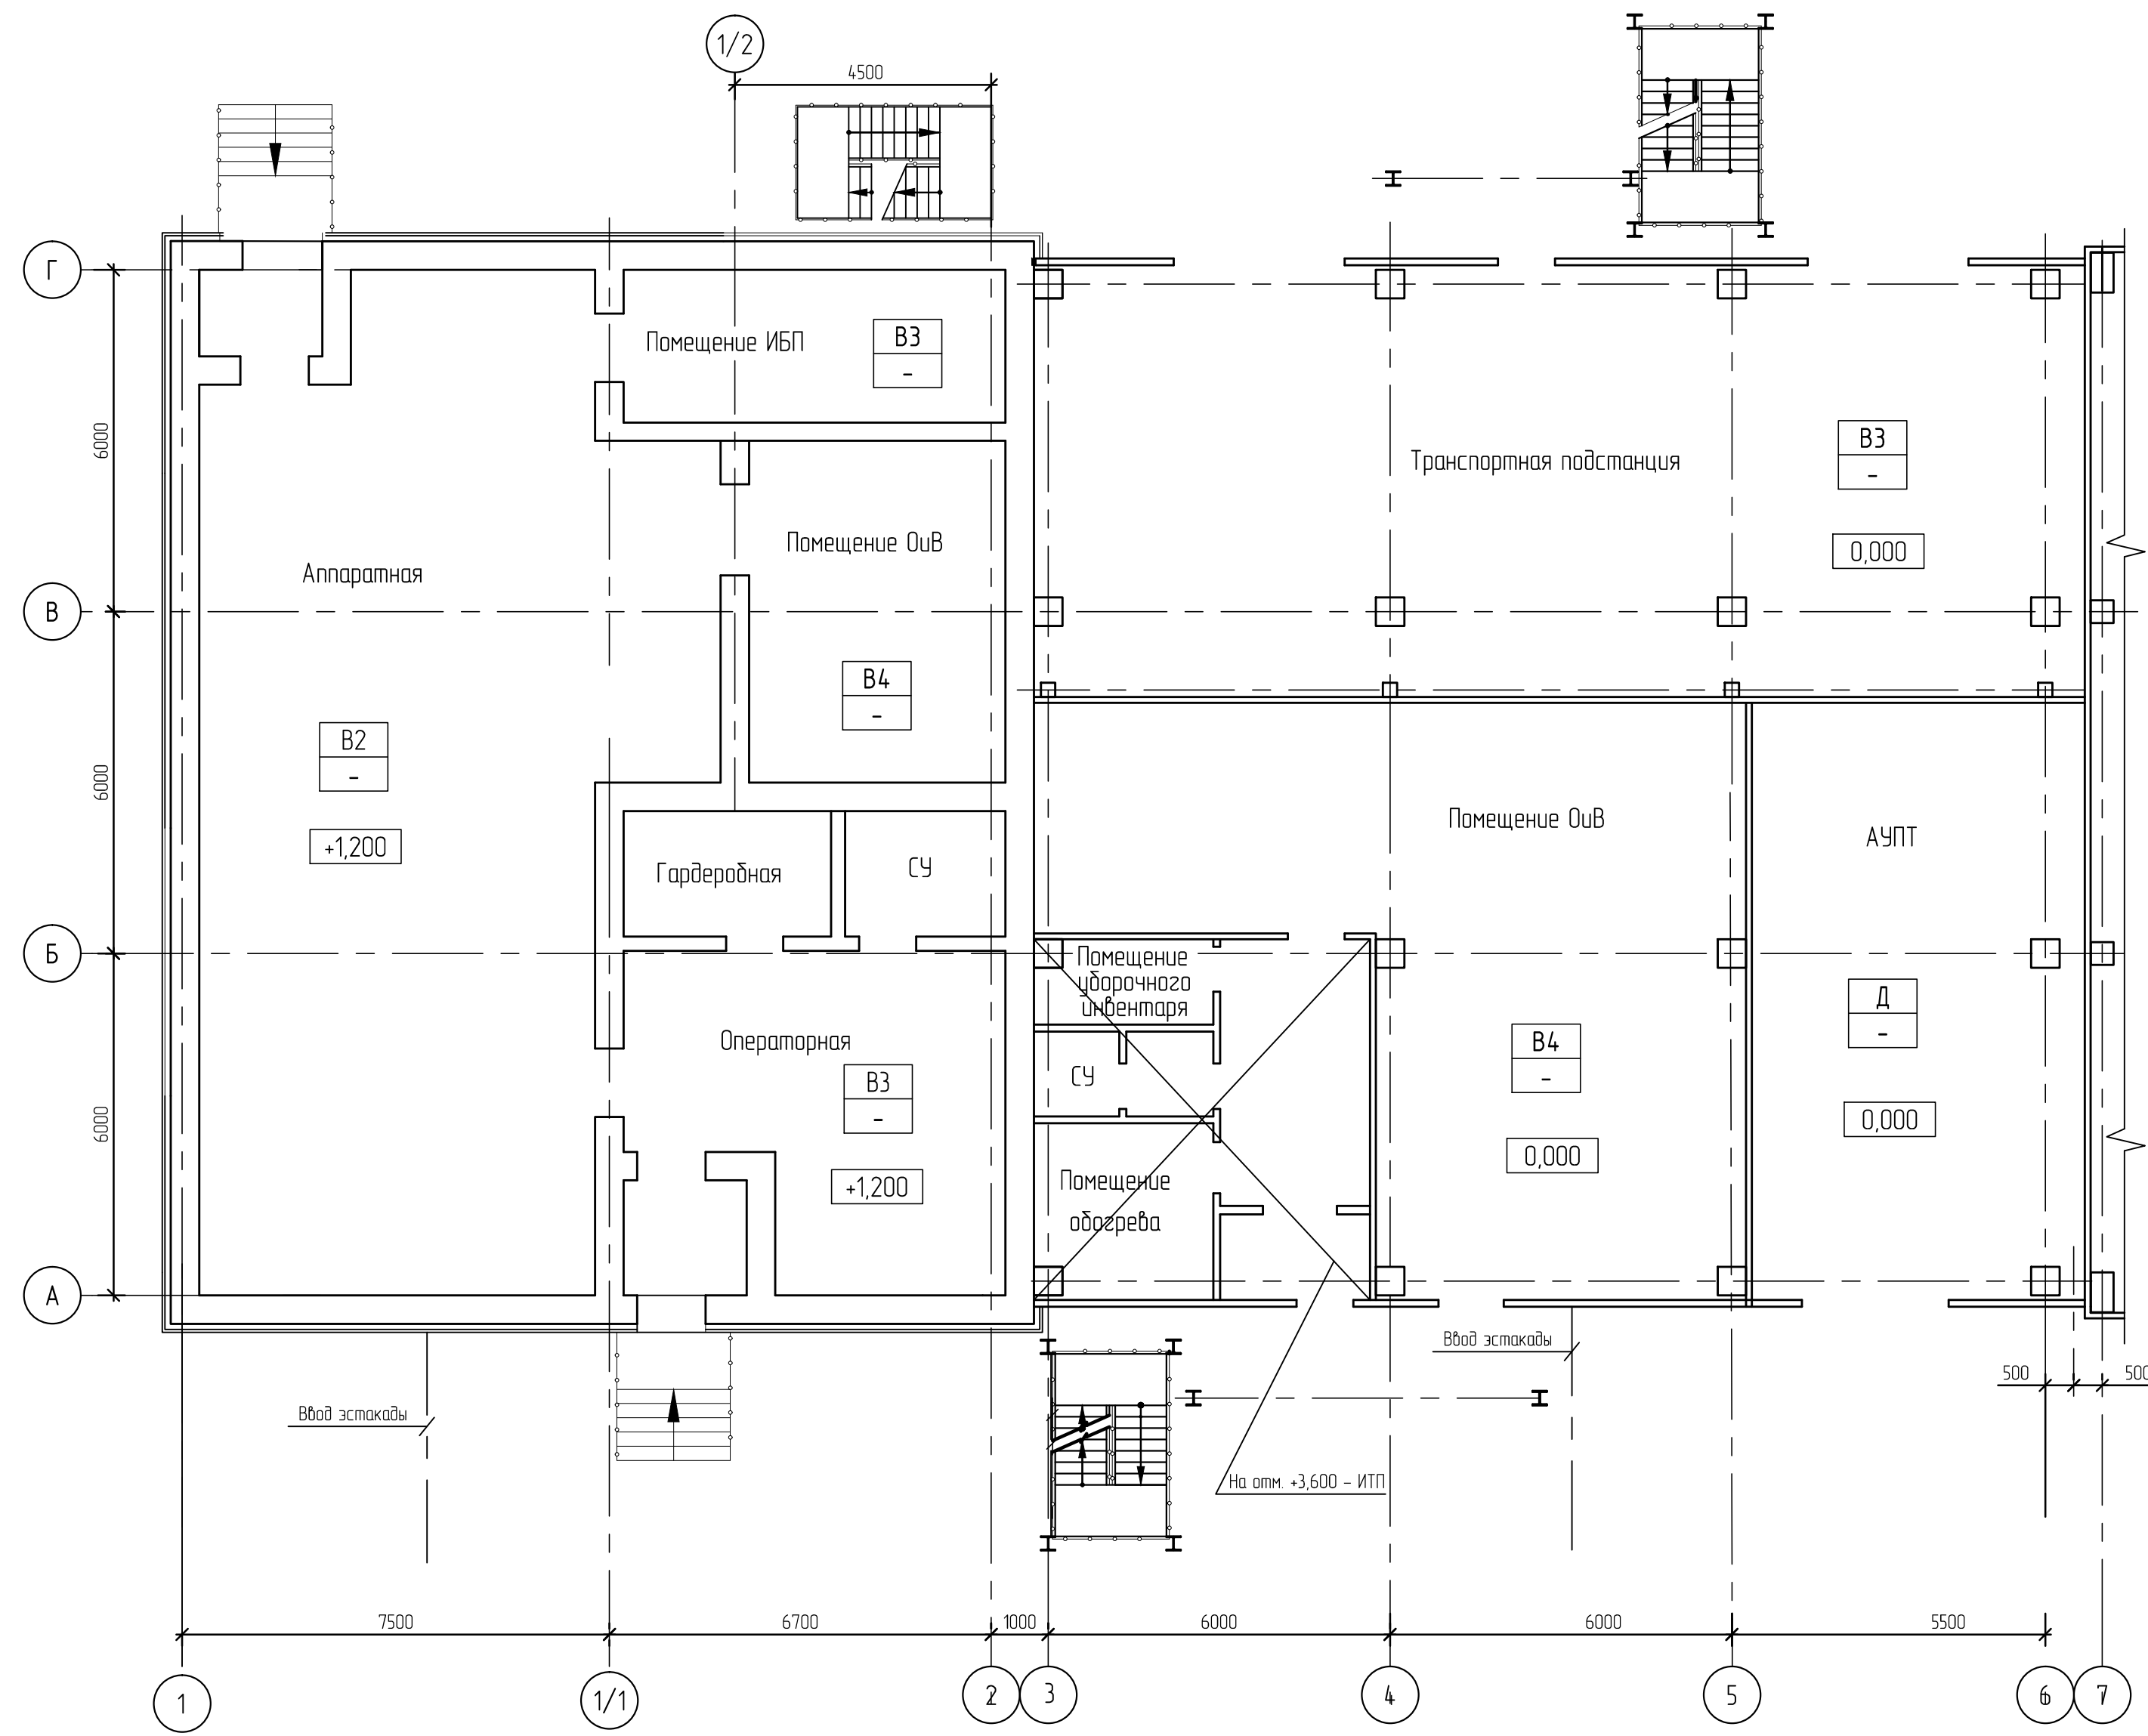 1/2
4500
Г
Помещение ИБП
В3
-
6000
Транспортная подстанция
В3
-
0,000
Помещение ОиВ
Аппаратная
В
В4
-
В2
-
6000
+1,200
Помещение ОиВ
АУПТ
Гардеробная
СУ
Б
Помещение
уборочного
инвентаря
Д
-
Операторная
В4
-
СУ
В3
-
6000
0,000
0,000
+1,200
Помещение
обогрева
А
Ввод эстакады
500
500
Ввод эстакады
На отм. +3,600 - ИТП
7500
6700
1000
6000
6000
5500
1
1/1
2
3
4
5
6
7